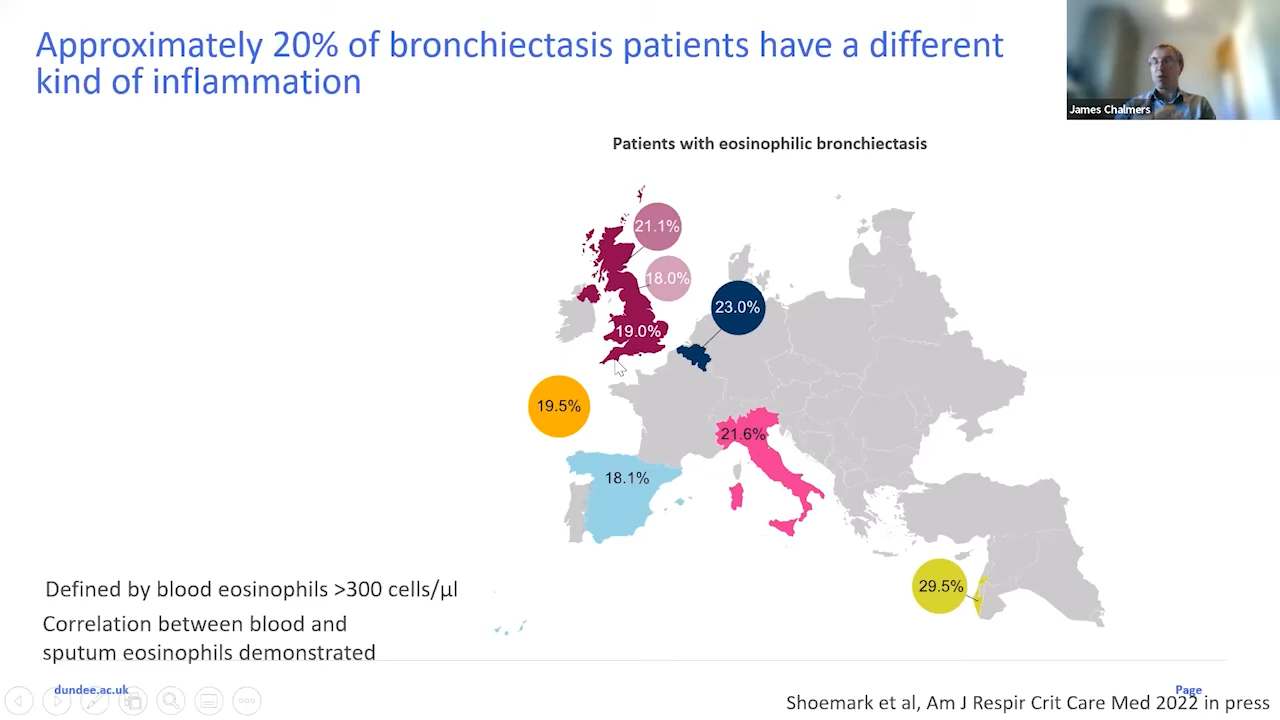 Approximately 20% of bronchiectasis patients have a different
kind of inflammation
James Chalmers
Patients with eosinophilic bronchiectasis
21.1%
18.0%
23.0%
19.0%
19.5%
21.6%
18.1%
29.5%
Defined by blood eosinophils >300 cells/µl
Correlation between blood and
sputum eosinophils demonstrated
dundee.ac.uk
Page
Shoemark et al, Am J Respir Crit Care Med 2022 in press